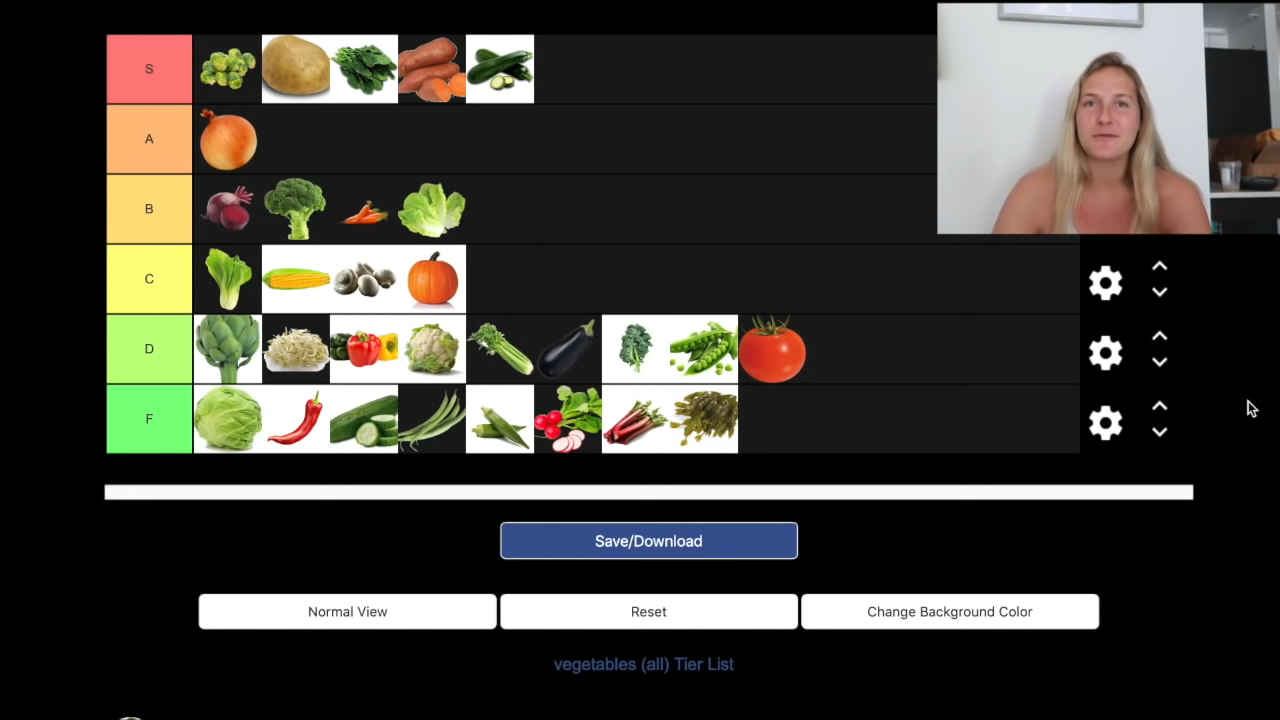 S
A
B
C
D
F
Save/Download
Normal View
Reset
Change Background Color
vegetables (all) Tier List